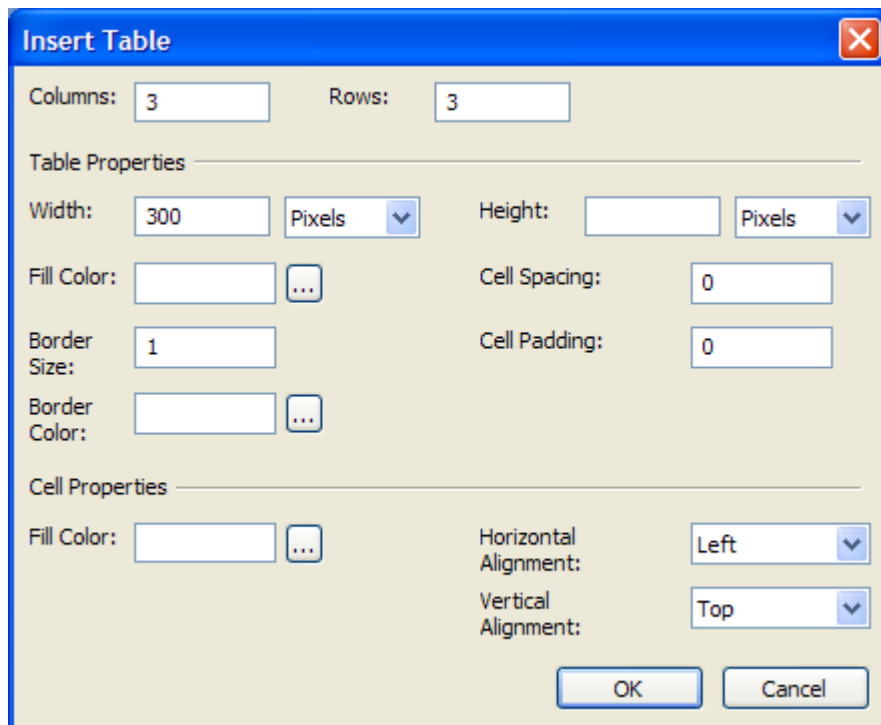 Insert Table
Columns: 3 Rows: 3
Table Properties
Width: 300 Pixels Height: Pixels
Fill Color: ... Cell Spacing: 0
Border
Size: 1 Cell Padding: 0
Border
Color: ...
Cell Properties
Fill Color: ... Horizontal
Alignment: Left
Vertical
Alignment: Top
OK Cancel